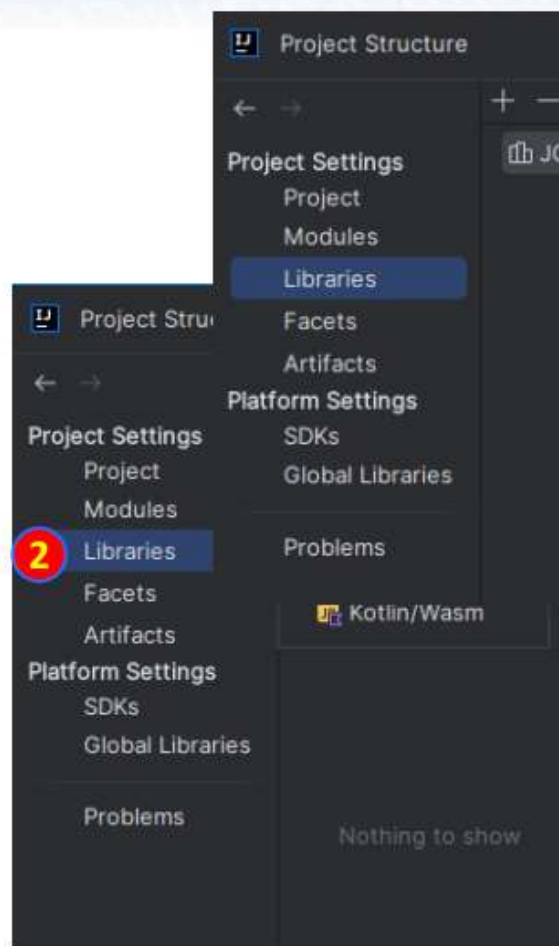 Project Structure
Project Settings
Project
Modules
Libraries
Facets
Artifacts
Platform Settings
SDKs
Global Libraries
Problems
Kotlin/Wasm
Project
Project Settings
Project
Modules
2 Libraries
Facets
Artifacts
Platform Settings
SDKs
Global Libraries
Problems
Nothing to show